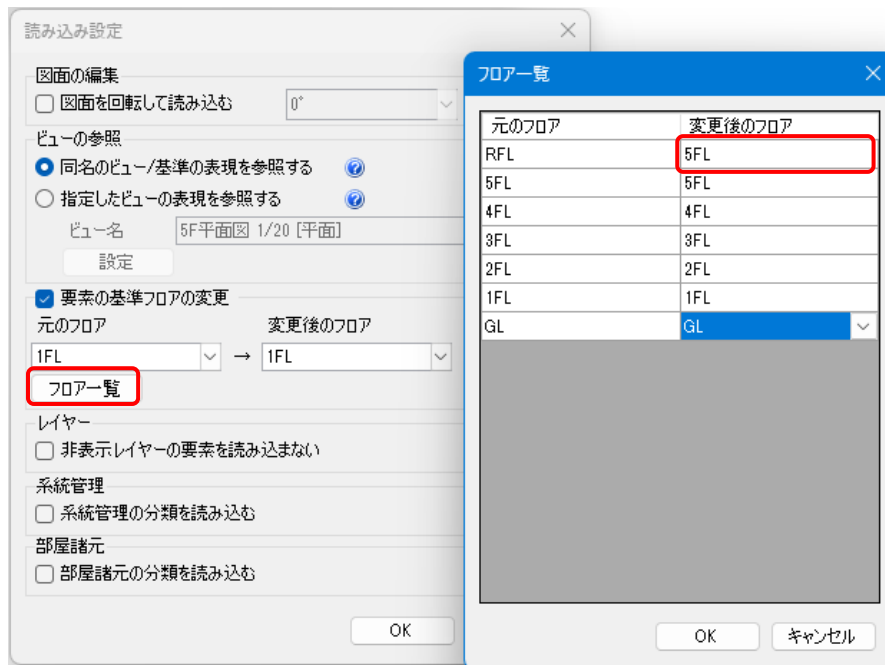 読み込み設定
図面の編集
図面を回転して読み込む
0°
ビューの参照
同名のビュー/基準の表現を参照する
指定したビューの表現を参照する
ビュー名
5F平面図 1/20 [平面]
設定
要素の基準フロアの変更
元のフロア 変更後のフロア
1FL → 1FL
フロア一覧
レイヤー
非表示レイヤーの要素を読み込まない
系統管理
系統管理の分類を読み込む
部屋諸元
部屋諸元の分類を読み込む
OK
フロア一覧
元のフロア 変更後のフロア
RFL 5FL
5FL 5FL
4FL 4FL
3FL 3FL
2FL 2FL
1FL 1FL
GL GL
OK キャンセル